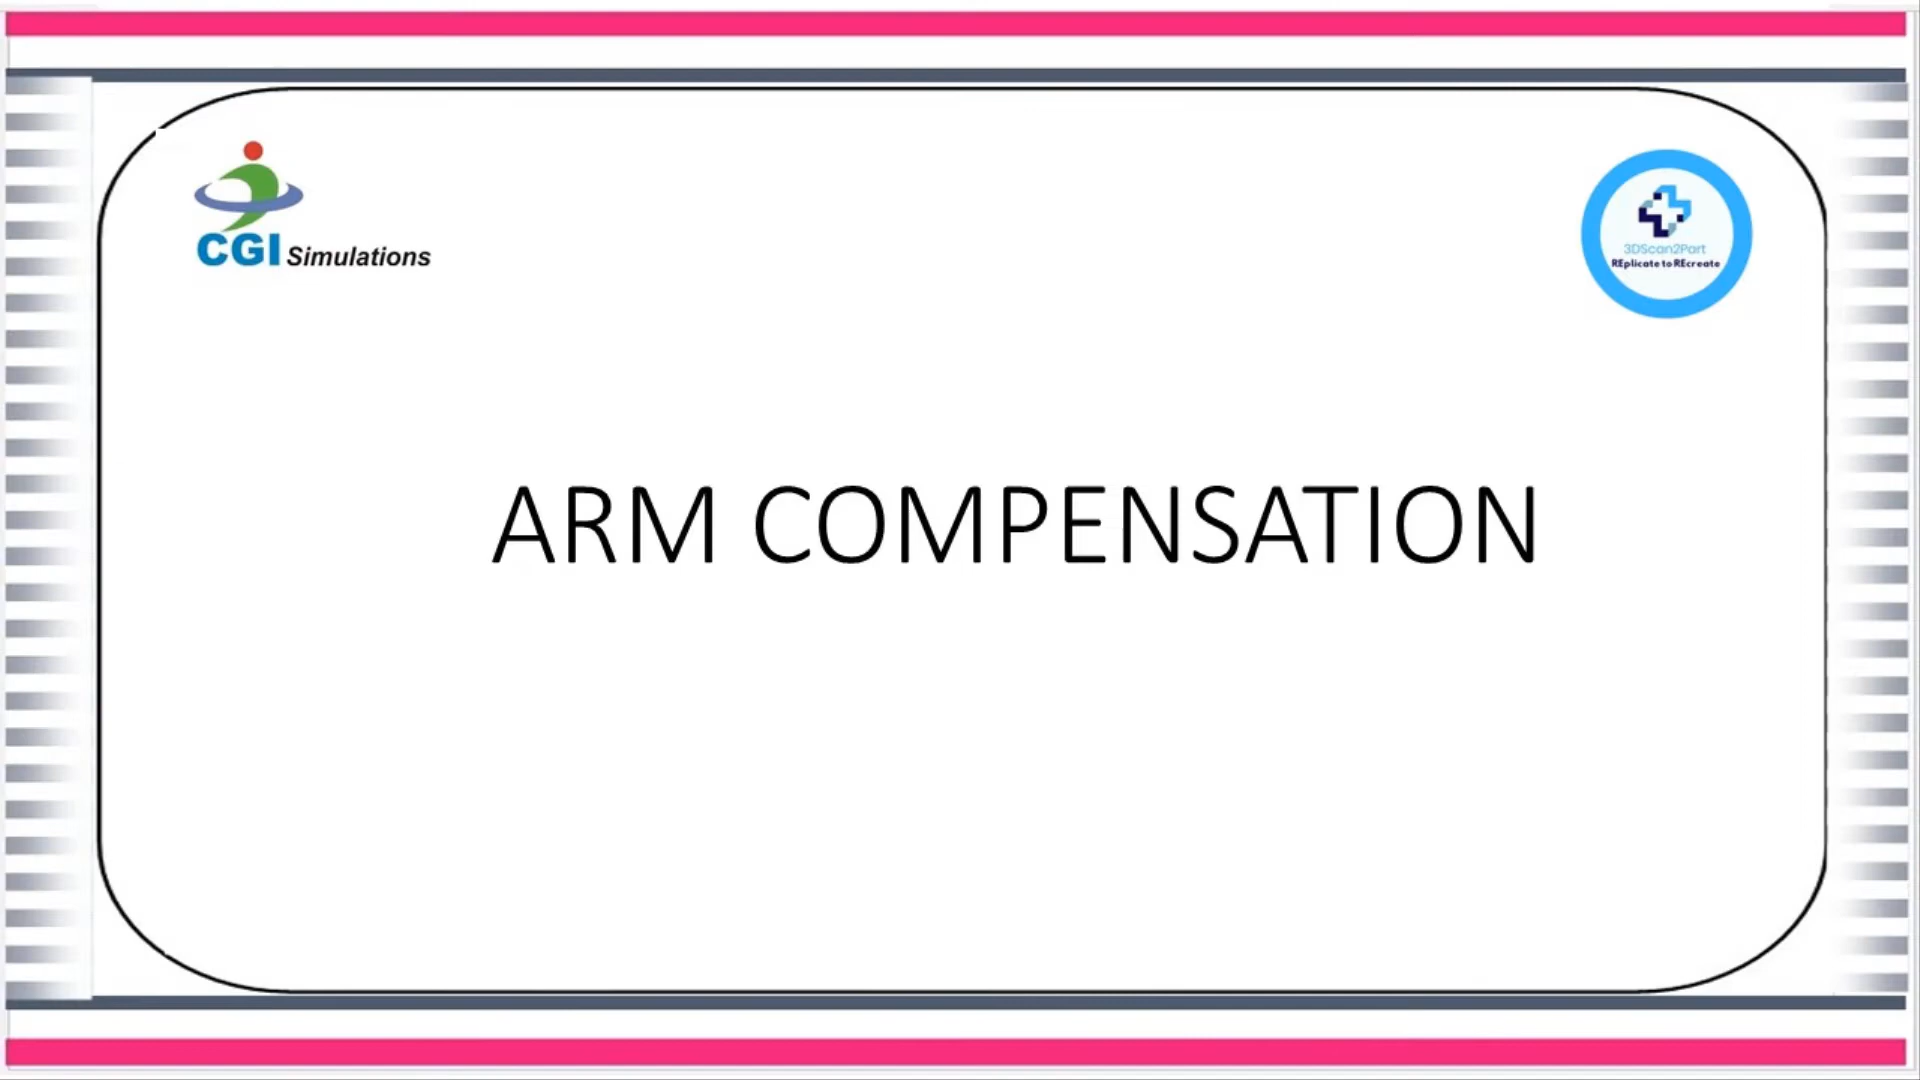 CGI Simulations
3DScan2Part
REplicate to REcreate
ARM COMPENSATION